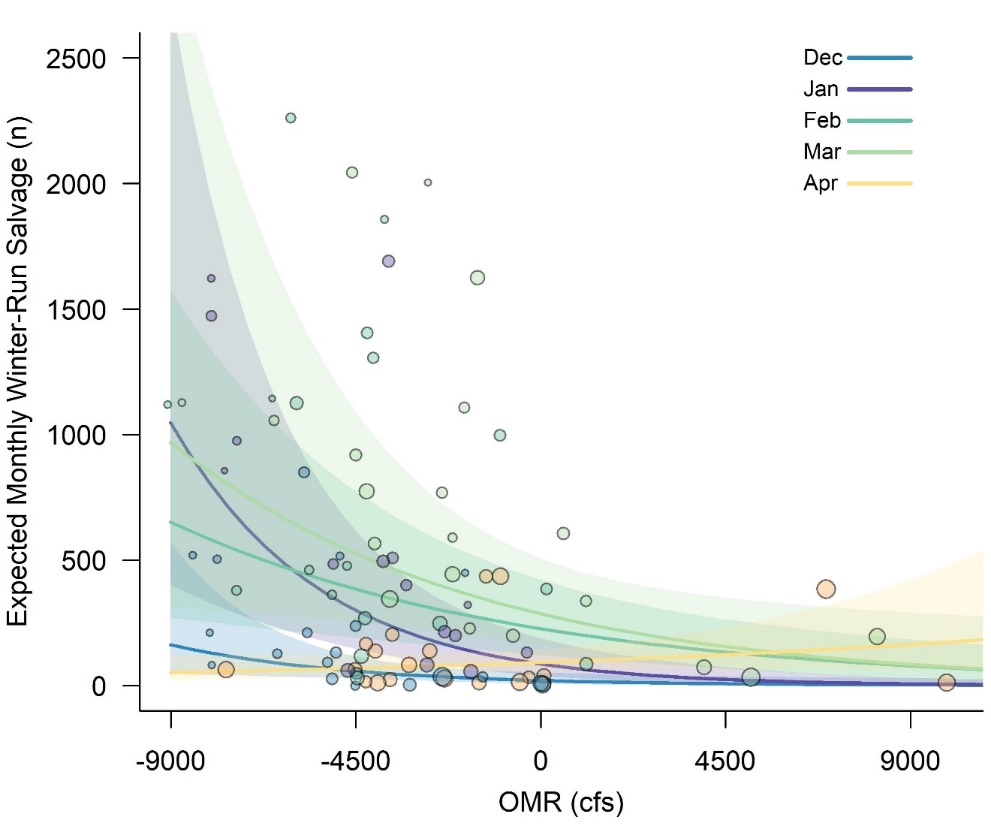 Expected Monthly Winter-Run Salvage (n)
2500
2000
1500
1000
500
0
Dec
Jan
Feb
Mar
Apr
-9000 -4500 0 4500 9000
OMR (cfs)